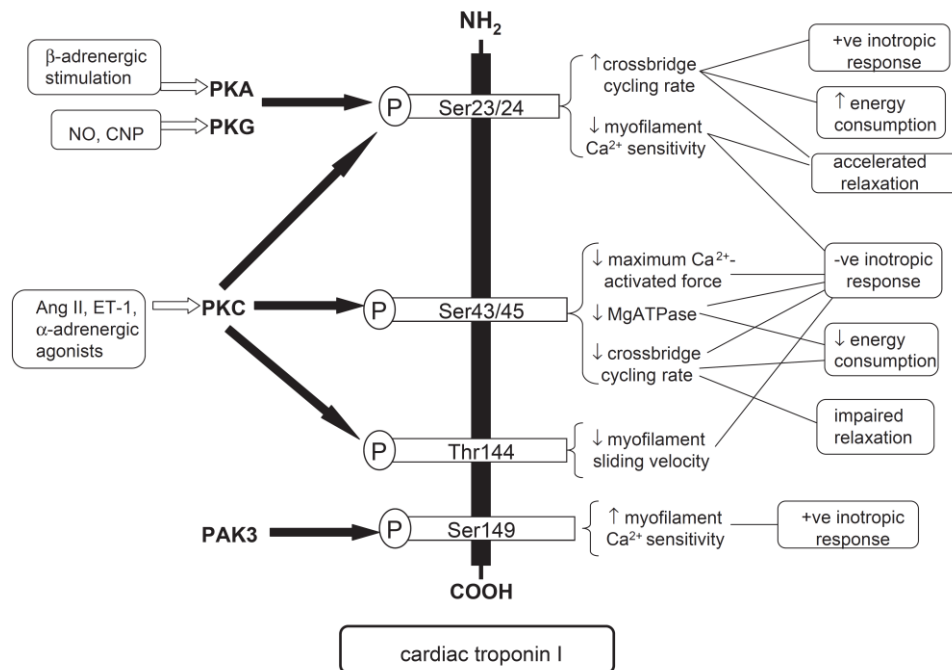 NH2
β-adrenergic
stimulation
PKA
NO, CNP
PKG
P
Ser23/24
↑ crossbridge
cycling rate
↓ myofilament
Ca2+ sensitivity
+ve inotropic
response
↑ energy
consumption
accelerated
relaxation
Ang II, ET-1,
α-adrenergic
agonists
PKC
P
Ser43/45
↓ maximum Ca2+-
activated force
↓ MgATPase
↓ crossbridge
cycling rate
-ve inotropic
response
↓ energy
consumption
impaired
relaxation
P
Thr144
↓ myofilament
sliding velocity
PAK3
P
Ser149
↑ myofilament
Ca2+ sensitivity
+ve inotropic
response
COOH
cardiac troponin I